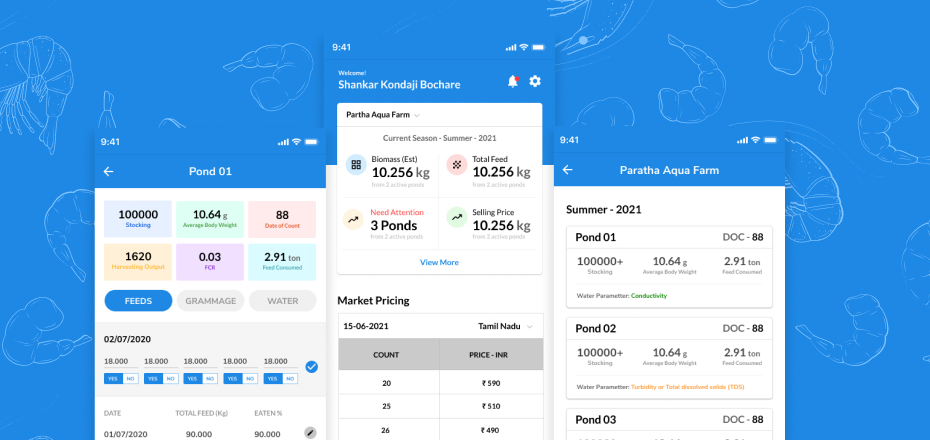 9:41
Pond 01
100000
Stocking
10.64 g
Average Body Weight
88
Date of Count
1620
Harvesting Output
0.03
FCR
2.91 ton
Feed Consumed
FEEDS
GRAMMAGE
WATER
02/07/2020
18.000 18.000 18.000 18.000 18.000
YES NO YES NO YES NO YES NO YES NO
DATE TOTAL FEED (Kg) EATEN %
01/07/2020 90.000 90.000
9:41
Welcome!
Shankar Kondaji Bochare
Partha Aqua Farm
Current Season - Summer - 2021
Biomass (Est)
10.256 kg
from 2 active ponds
Total Feed
10.256 kg
from 2 active ponds
Need Attention
3 Ponds
from 2 active ponds
Selling Price
10.256 kg
from 2 active ponds
View More
Market Pricing
15-06-2021 Tamil Nadu
COUNT PRICE - INR
20 ₹ 590
25 ₹ 510
26 ₹ 490
9:41
Paratha Aqua Farm
Summer - 2021
Pond 01 DOC - 88
100000+ 10.64 g 2.91 ton
Stocking Average Body Weight Feed Consumed
Water Parametter: Conductivity
Pond 02 DOC - 88
100000+ 10.64 g 2.91 ton
Stocking Average Body Weight Feed Consumed
Water Parametter: Turbidity or Total dissolved solids (TDS)
Pond 03 DOC - 88